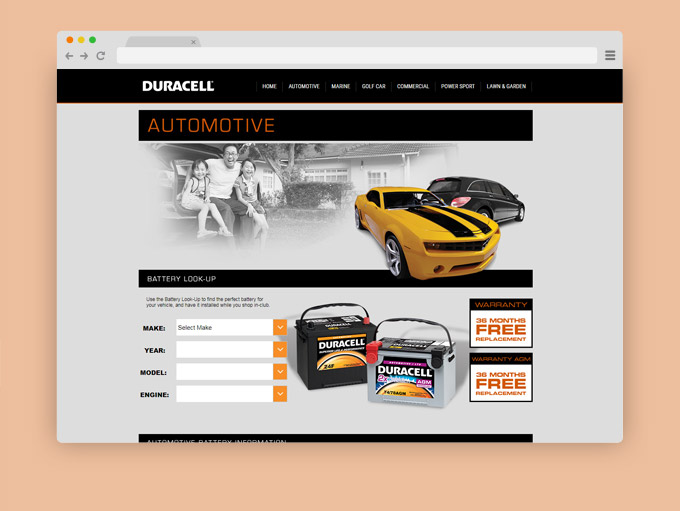 DURACELL
HOME
AUTOMOTIVE
MARINE
GOLF CAR
COMMERCIAL
POWER SPORT
LAWN & GARDEN
AUTOMOTIVE
BATTERY LOOK-UP
Use the Battery Look-Up to find the perfect battery for
your vehicle, and have it installed while you shop in-club.
MAKE:
Select Make
YEAR:
MODEL:
ENGINE:
DURACELL
DURACELL
24F
DURACELL
AGM
WARRANTY
36 MONTHS
FREE
REPLACEMENT
WARRANTY AGM
36 MONTHS
FREE
REPLACEMENT
AUTOMOTIVE BATTERY INFORMATION